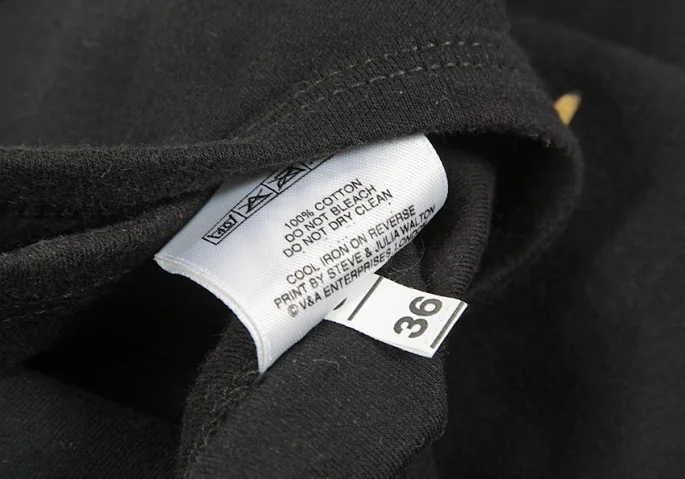 40°
100% COTTON
DO NOT BLEACH
DO NOT DRY CLEAN
COOL IRON ON REVERSE
PRINT BY STEVE & JULIA WALTON
© V&A ENTERPRISES LONDON
36